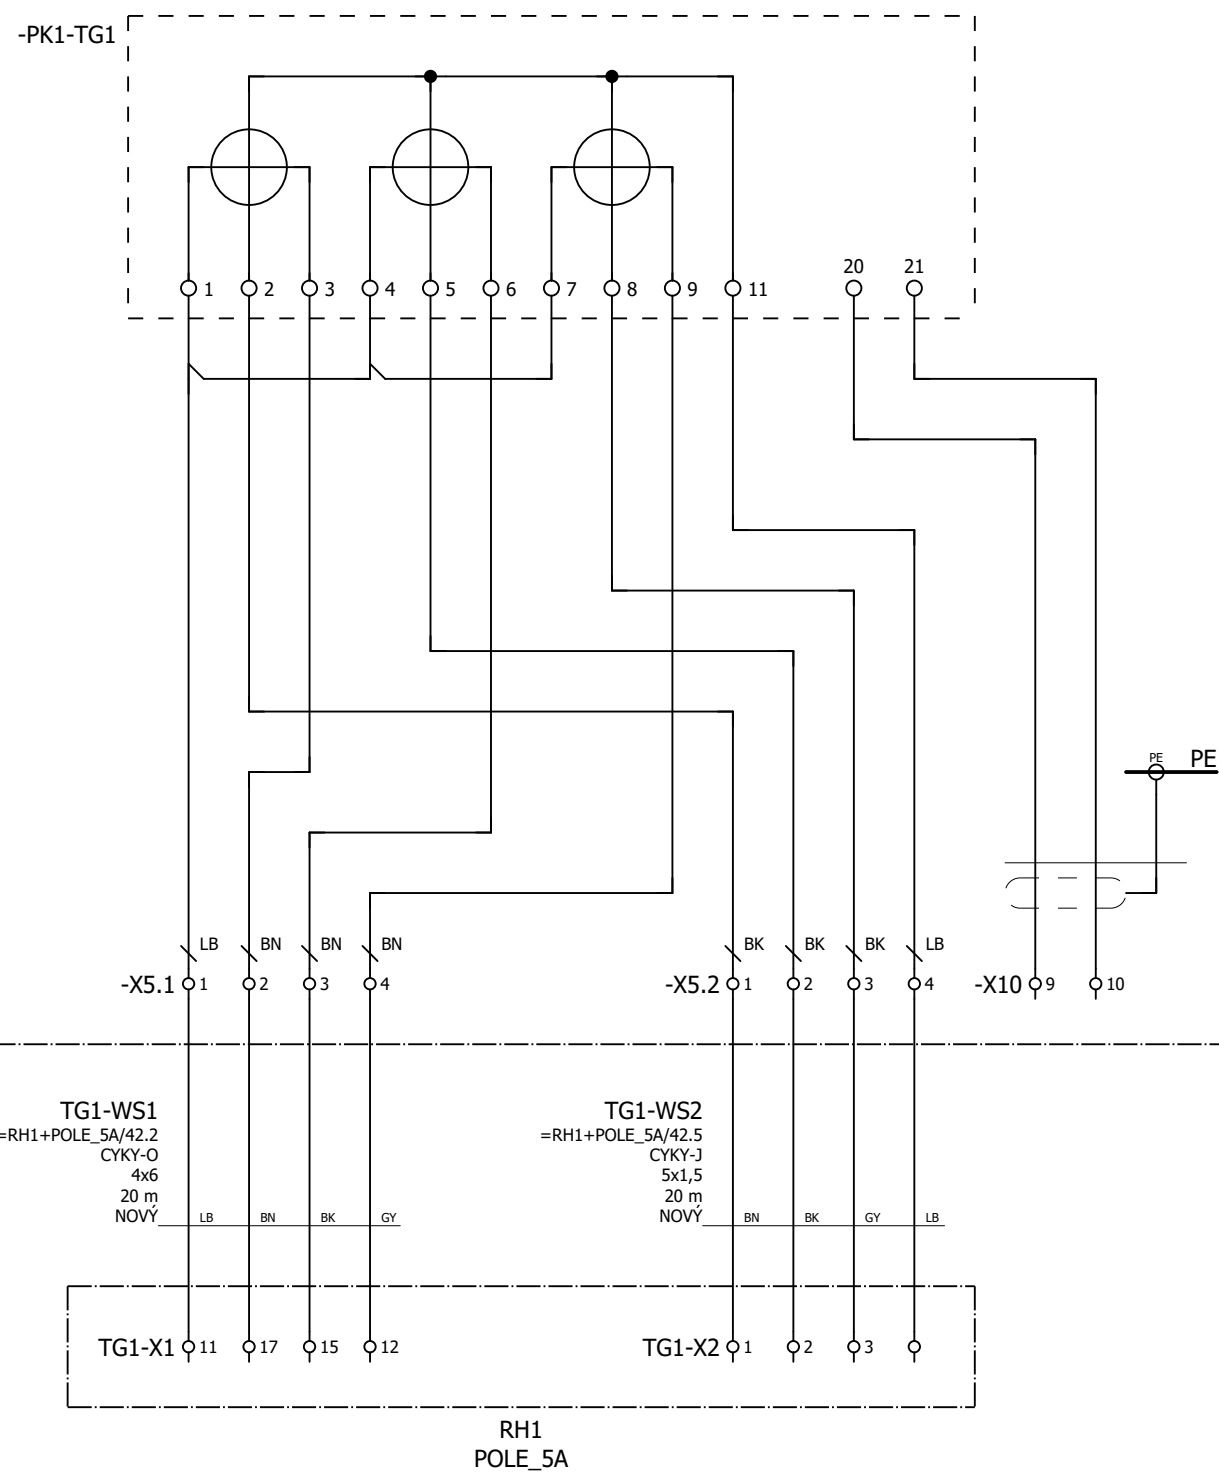 -PK1-TG1
20 21
1 2 3 4 5 6 7 8 9 11
PE PE
LB BN BN BN BK BK BK LB
-X5.1 1 2 3 4 -X5.2 1 2 3 4 -X10 9 10
TG1-WS1
=RH1+POLE_5A/42.2
CYKY-O
4x6
20 m
NOVÝ
LB BN BK GY
TG1-WS2
=RH1+POLE_5A/42.5
CYKY-J
5x1,5
20 m
NOVÝ
BN BK GY LB
TG1-X1 11 17 15 12 TG1-X2 1 2 3
RH1
POLE_5A